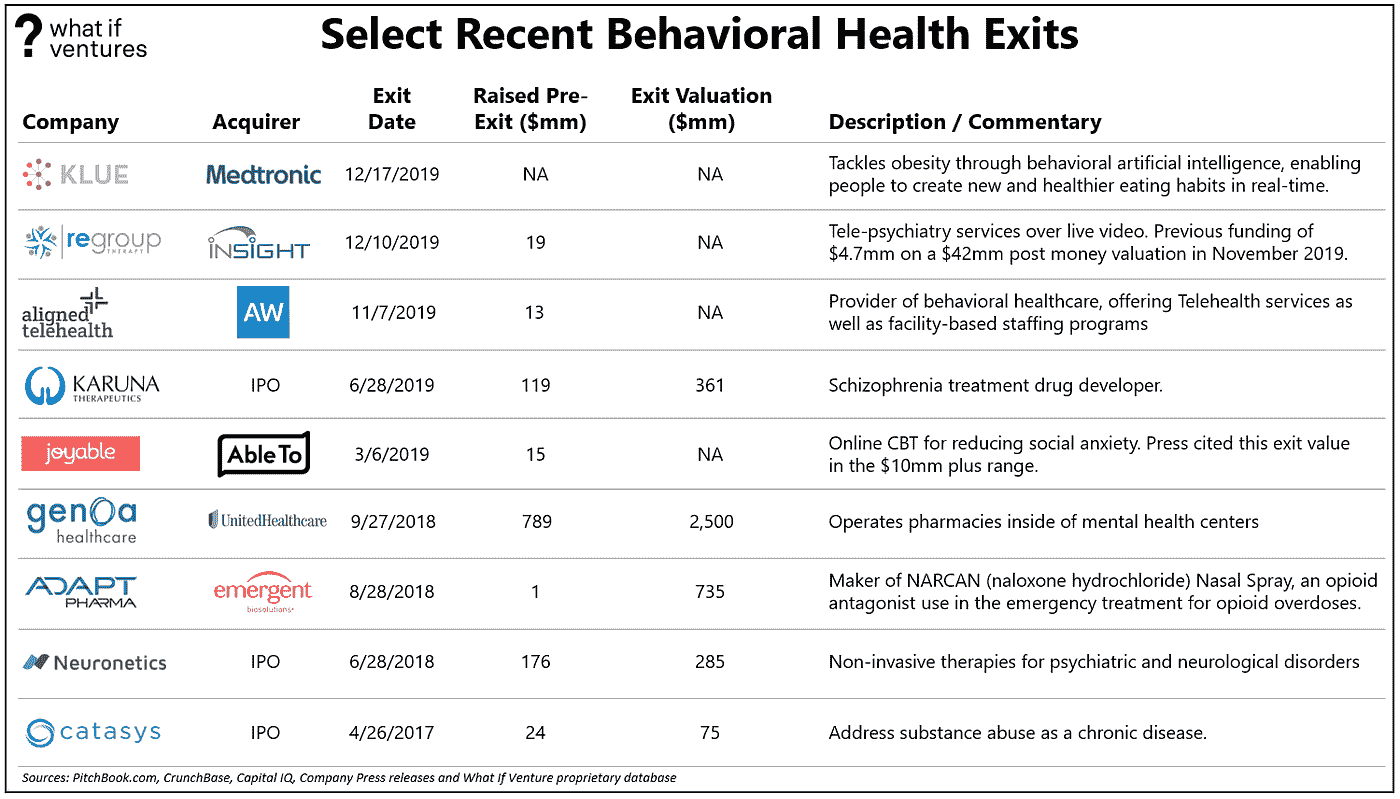 ? what if
ventures
Select Recent Behavioral Health Exits
Company Acquirer Exit Date Raised Pre-Exit ($mm) Exit Valuation ($mm) Description / Commentary
KLUE Medtronic 12/17/2019 NA NA Tackles obesity through behavioral artificial intelligence, enabling
people to create new and healthier eating habits in real-time.
regroup THERAPY INSIGHT 12/10/2019 19 NA Tele-psychiatry services over live video. Previous funding of
$4.7mm on a $42mm post money valuation in November 2019.
aligned telehealth AW 11/7/2019 13 NA Provider of behavioral healthcare, offering Telehealth services as
well as facility-based staffing programs
KARUNA THERAPEUTICS IPO 6/28/2019 119 361 Schizophrenia treatment drug developer.
joyable AbleTo 3/6/2019 15 NA Online CBT for reducing social anxiety. Press cited this exit value
in the $10mm plus range.
genoa healthcare UnitedHealthcare 9/27/2018 789 2,500 Operates pharmacies inside of mental health centers
ADAPT PHARMA emergent biosolutions 8/28/2018 1 735 Maker of NARCAN (naloxone hydrochloride) Nasal Spray, an opioid
antagonist use in the emergency treatment for opioid overdoses.
Neuronetics IPO 6/28/2018 176 285 Non-invasive therapies for psychiatric and neurological disorders
catasys IPO 4/26/2017 24 75 Address substance abuse as a chronic disease.
Sources: PitchBook.com, CrunchBase, Capital IQ, Company Press releases and What If Venture proprietary database